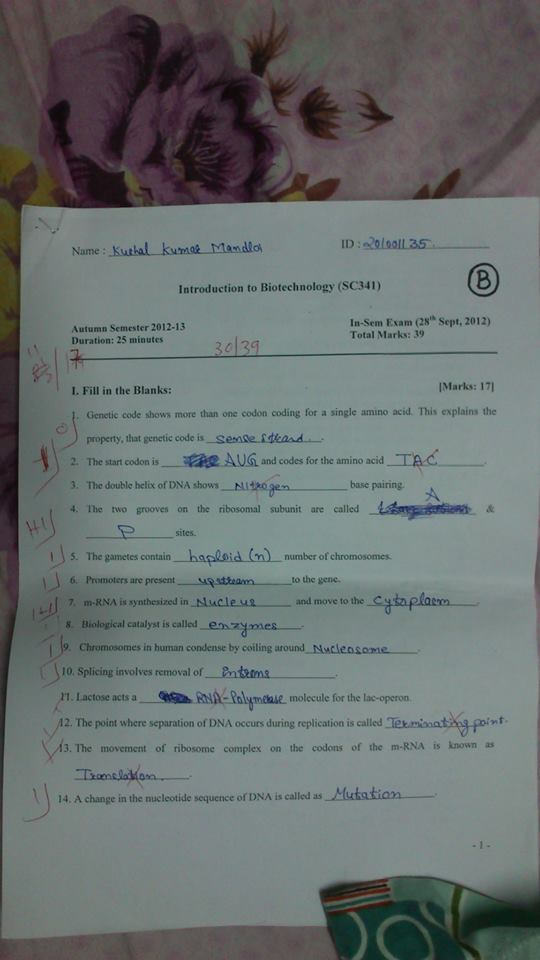 Name : Kushal Kumar Mandloi ID : 201001135
Introduction to Biotechnology (SC341)
B
Autumn Semester 2012-13 In-Sem Exam (28th Sept, 2012)
Duration: 25 minutes Total Marks: 39
30/39
I. Fill in the Blanks: [Marks: 17]
1. Genetic code shows more than one codon coding for a single amino acid. This explains the
property, that genetic code is sense strand.
2. The start codon is AUG and codes for the amino acid TAC.
3. The double helix of DNA shows Nitrogen base pairing.
4. The two grooves on the ribosomal subunit are called A &
P sites.
5. The gametes contain haploid (n) number of chromosomes.
6. Promoters are present upstream to the gene.
7. m-RNA is synthesized in Nucleus and move to the Cytoplasm.
8. Biological catalyst is called enzymes.
9. Chromosomes in human condense by coiling around Nucleosome.
10. Splicing involves removal of Introns.
11. Lactose acts a RNA-Polymerase molecule for the lac-operon.
12. The point where separation of DNA occurs during replication is called Terminating point.
13. The movement of ribosome complex on the codons of the m-RNA is known as
Translation.
14. A change in the nucleotide sequence of DNA is called as Mutation.
- 1 -